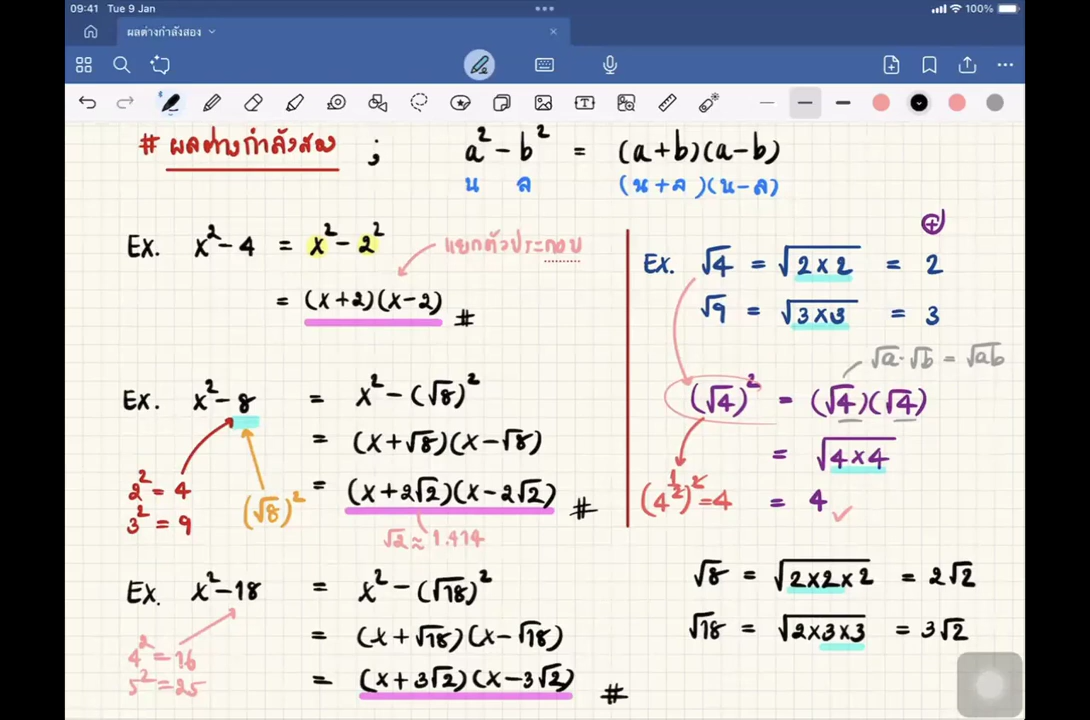 09:41 Tue 9 Jan
100%
ผลต่างกำลังสอง
# ผลต่างกำลังสอง ; a² - b² = (a+b)(a-b)
น ล (น+ล)(น-ล)
Ex. x² - 4 = x² - 2²
แยกตัวประกอบ
= (x+2)(x-2) #
Ex. x² - 8 = x² - (√8)²
= (x+√8)(x-√8)
2² = 4
3² = 9
(√8)²
= (x+2√2)(x-2√2) #
√2 ≈ 1.414
Ex. x² - 18 = x² - (√18)²
= (x+√18)(x-√18)
4² = 16
5² = 25
= (x+3√2)(x-3√2) #
⊕
Ex. √4 = √2×2 = 2
√9 = √3×3 = 3
√a·√b = √ab
(√4)² = (√4)(√4)
= √4×4
(4^½)² = 4 = 4 ✓
√8 = √2×2×2 = 2√2
√18 = √2×3×3 = 3√2